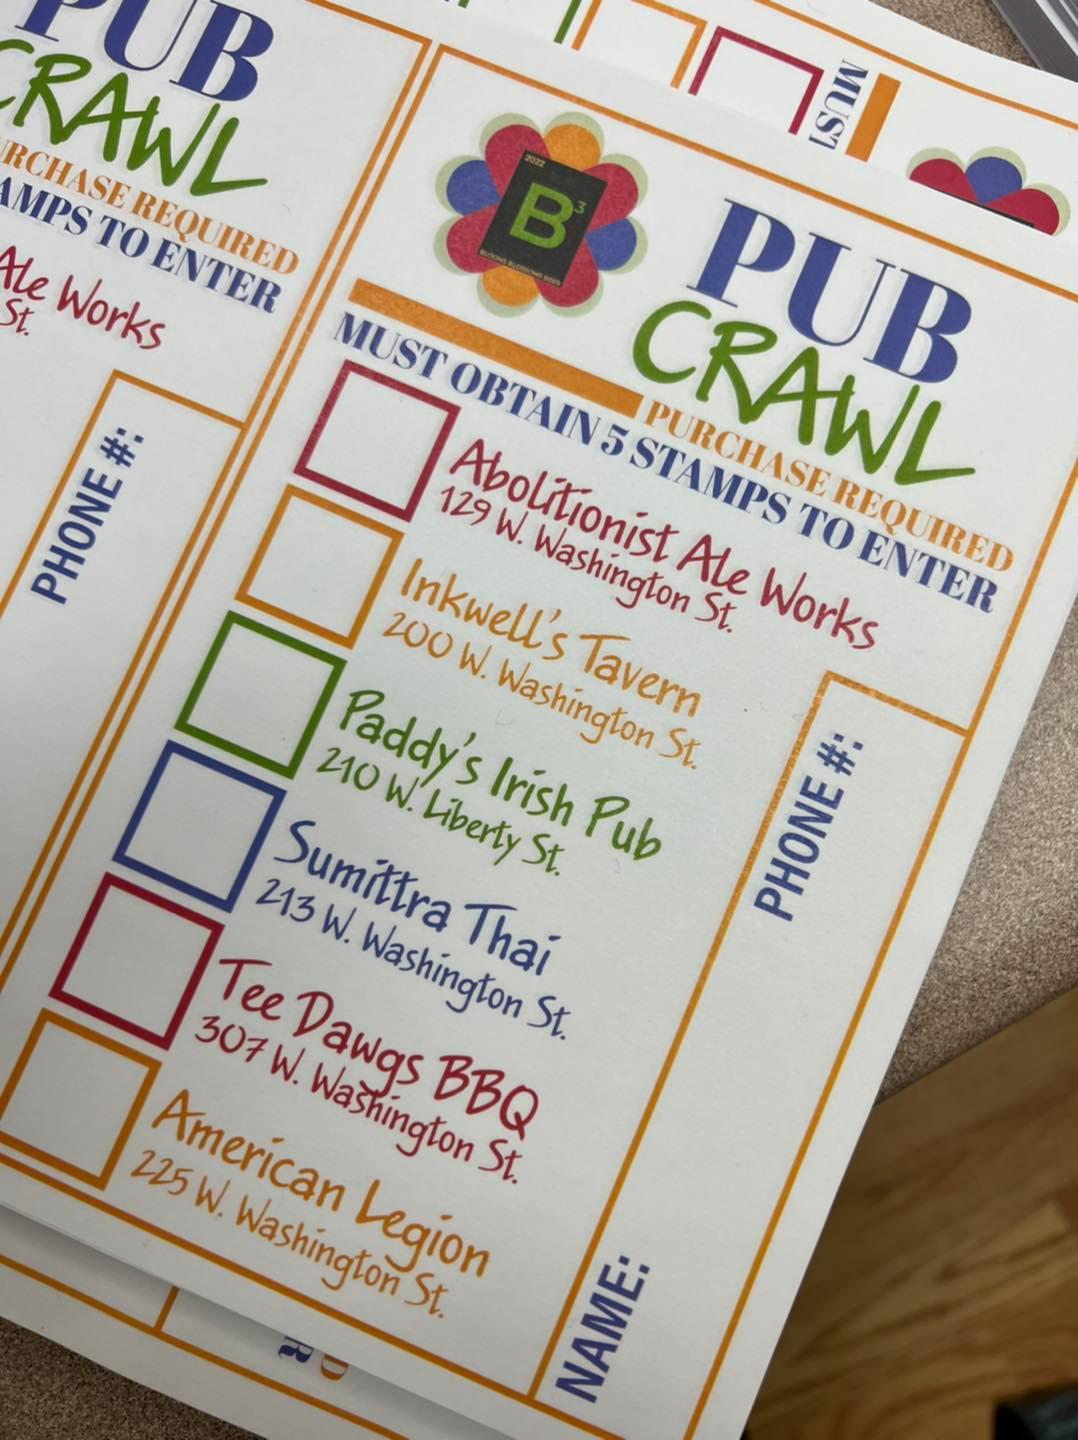 PUB
CRAWL
PURCHASE REQUIRED
STAMPS TO ENTER
Ale Works
St.
PHONE #:
MUST
2022
B3
BLOOMS BLOSSOMS BEER
PUB
CRAWL
PURCHASE REQUIRED
MUST OBTAIN 5 STAMPS TO ENTER
Abolitionist Ale Works
129 W. Washington St.
Inkwell's Tavern
200 W. Washington St.
Paddy's Irish Pub
210 W. Liberty St.
Sumittra Thai
213 W. Washington St.
Tee Dawgs BBQ
307 W. Washington St.
American Legion
225 W. Washington St.
PHONE #:
NAME: